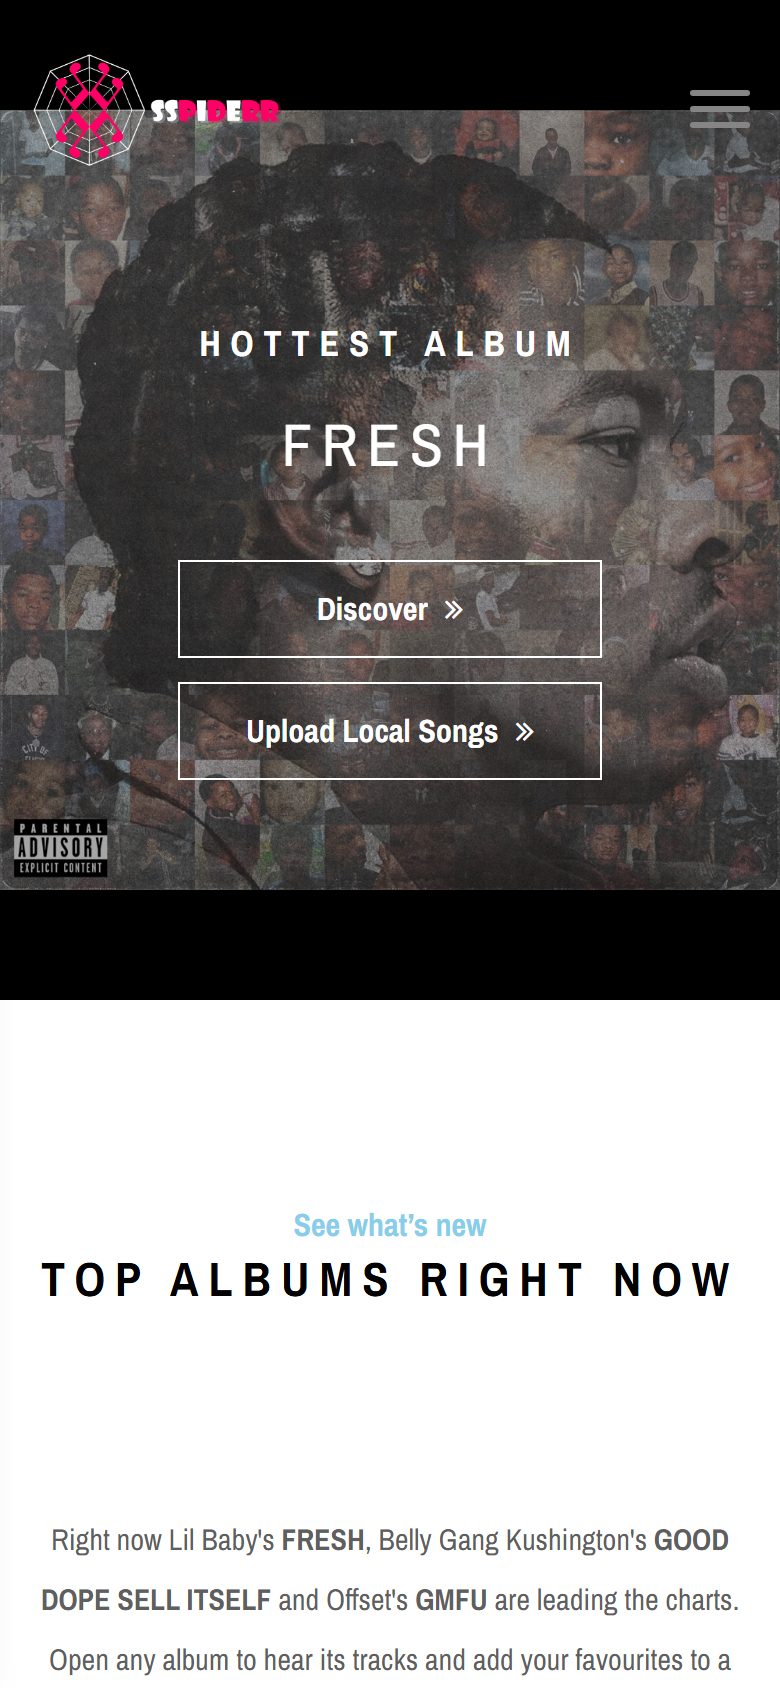 SSPIDERR
HOTTEST ALBUM
FRESH
Discover »
Upload Local Songs »
PARENTAL
ADVISORY
EXPLICIT CONTENT
See what’s new
TOP ALBUMS RIGHT NOW
Right now Lil Baby's FRESH, Belly Gang Kushington's GOOD
DOPE SELL ITSELF and Offset's GMFU are leading the charts.
Open any album to hear its tracks and add your favourites to a